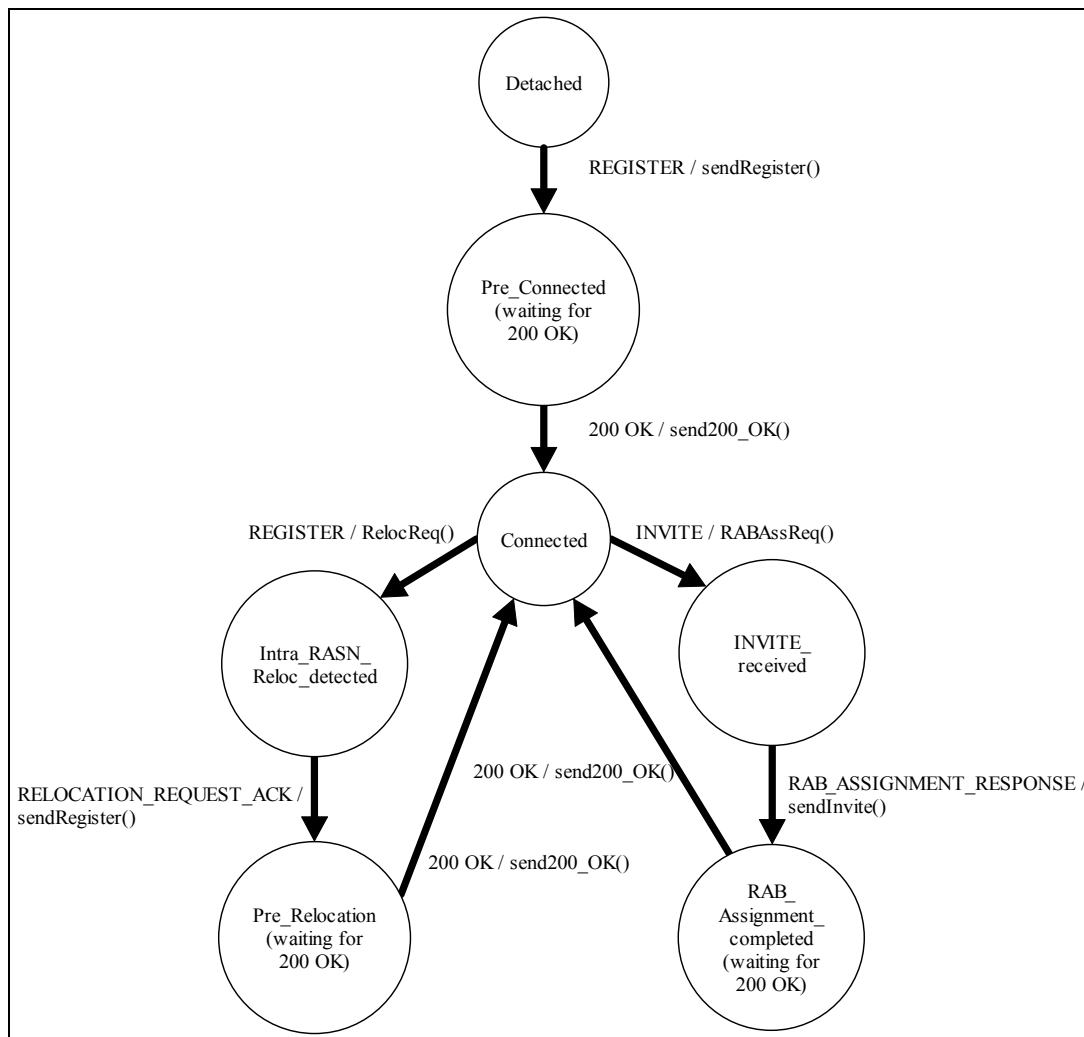 Detached
REGISTER / sendRegister()
Pre_Connected
(waiting for
200 OK)
200 OK / send200_OK()
REGISTER / RelocReq()
Connected
INVITE / RABAssReq()
Intra_RASN_
Reloc_detected
INVITE_
received
200 OK / send200_OK()
RELOCATION_REQUEST_ACK /
sendRegister()
RAB_ASSIGNMENT_RESPONSE /
sendInvite()
200 OK / send200_OK()
Pre_Relocation
(waiting for
200 OK)
RAB_
Assignment_
completed
(waiting for
200 OK)